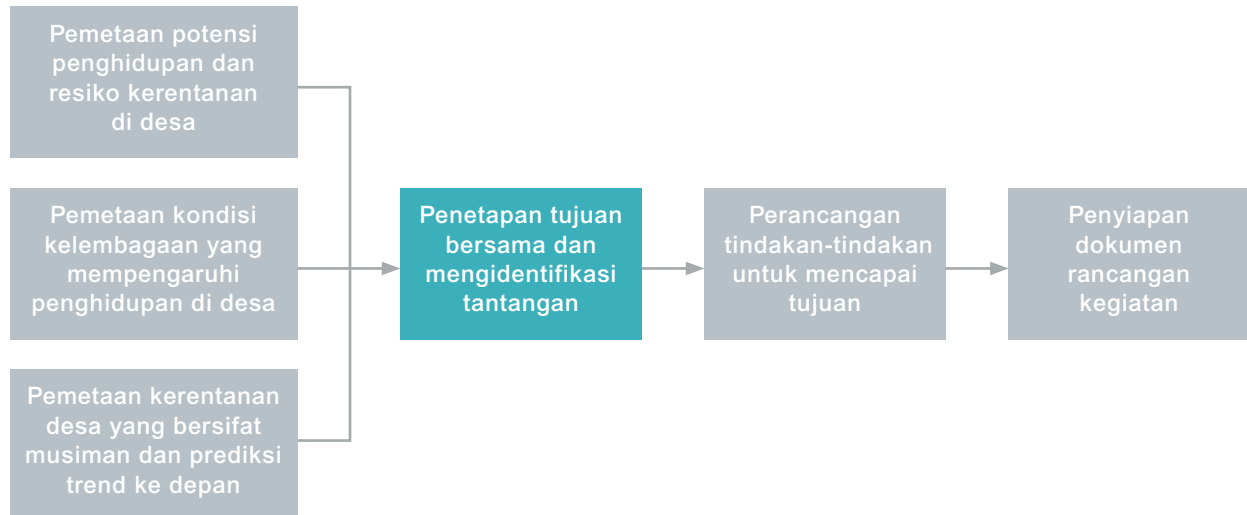 Pemetaan potensi
penghidupan dan
resiko kerentanan
di desa
Pemetaan kondisi
kelembagaan yang
mempengaruhi
penghidupan di desa
Pemetaan kerentanan
desa yang bersifat
musiman dan prediksi
trend ke depan
Penetapan tujuan
bersama dan
mengidentifikasi
tantangan
Perancangan
tindakan-tindakan
untuk mencapai
tujuan
Penyiapan
dokumen
rancangan
kegiatan